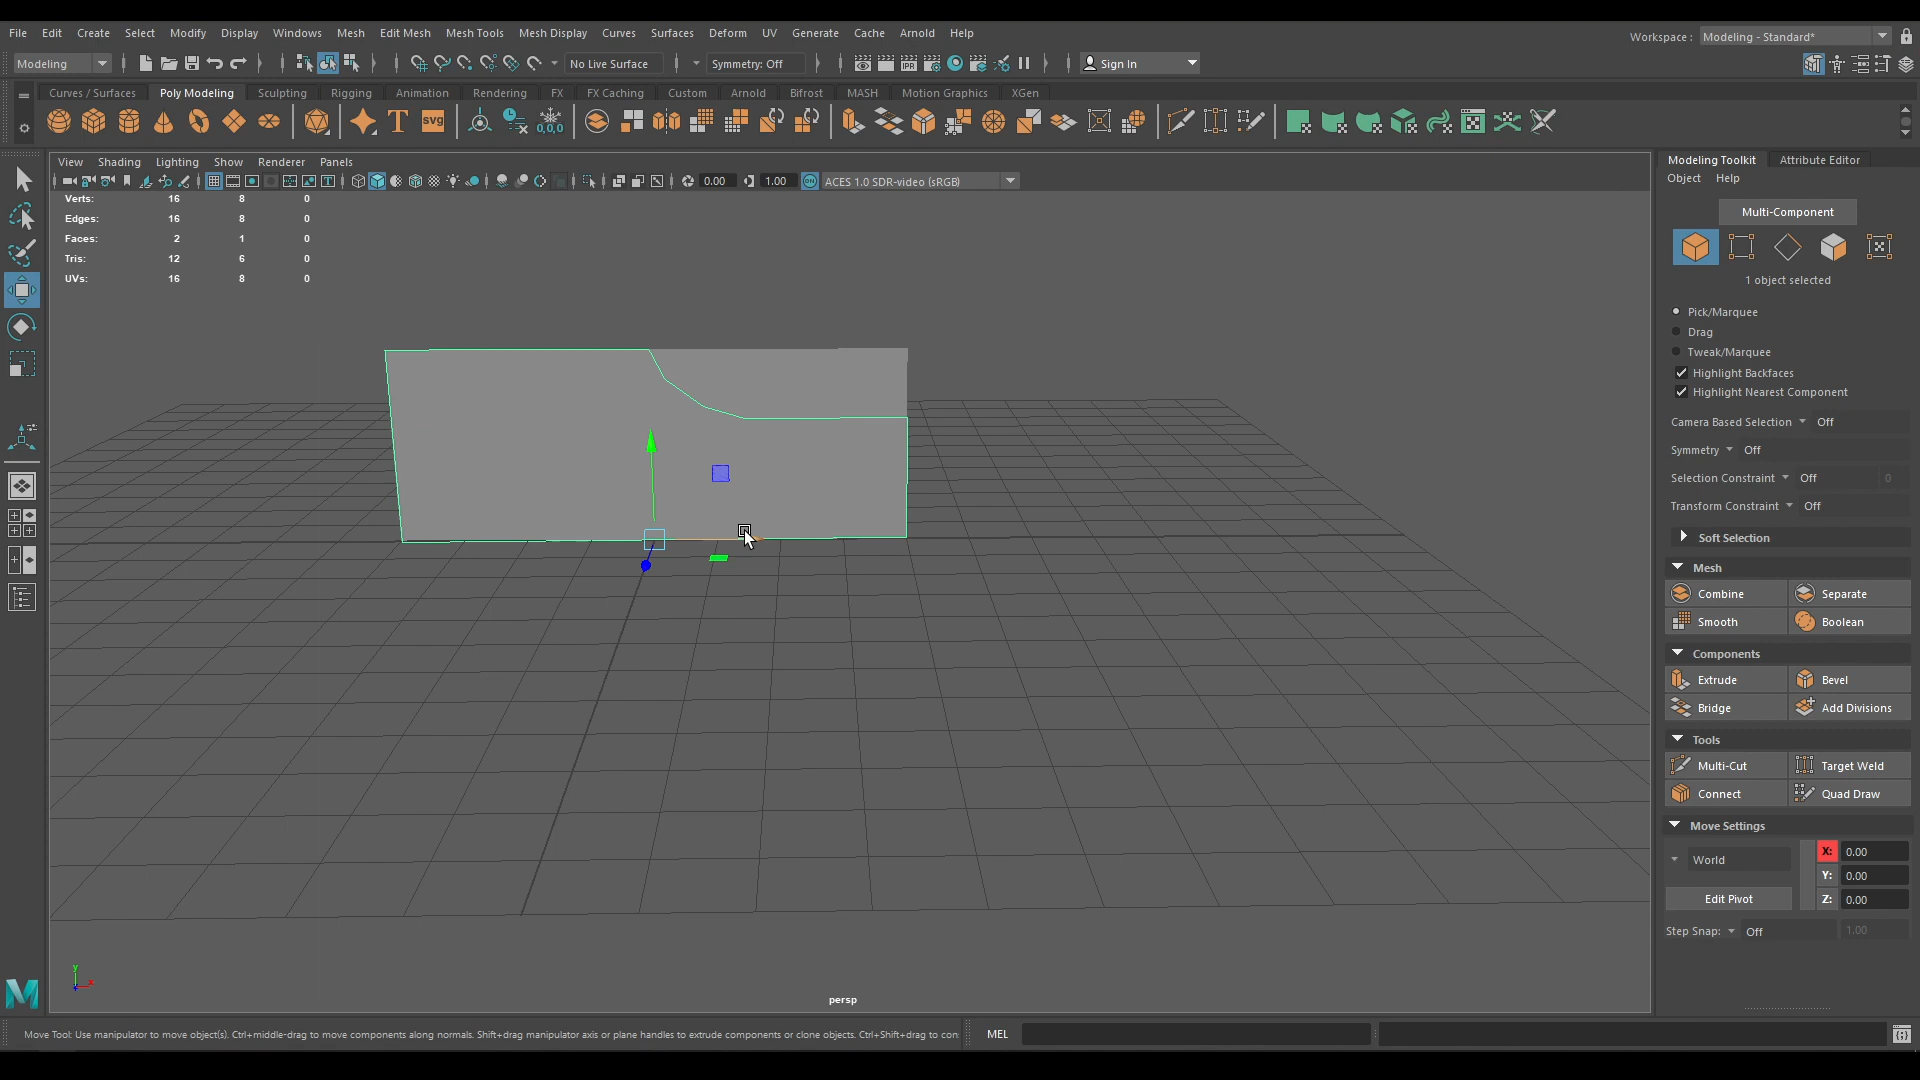 File Edit Create Select Modify Display Windows Mesh Edit Mesh Mesh Tools Mesh Display Curves Surfaces Deform UV Generate Cache Arnold Help
Workspace : Modeling - Standard*
Modeling No Live Surface Symmetry: Off Sign In
Curves / Surfaces Poly Modeling Sculpting Rigging Animation Rendering FX FX Caching Custom Arnold Bifrost MASH Motion Graphics XGen
IPR
T svg 0,0,0
View Shading Lighting Show Renderer Panels
0.00 1.00 ON ACES 1.0 SDR-video (sRGB)
Verts: 16 8 0
Edges: 16 8 0
Faces: 2 1 0
Tris: 12 6 0
UVs: 16 8 0
y
x
z
persp
Modeling Toolkit Attribute Editor
Object Help
Multi-Component
1 object selected
Pick/Marquee
Drag
Tweak/Marquee
Highlight Backfaces
Highlight Nearest Component
Camera Based Selection Off
Symmetry Off
Selection Constraint Off 0
Transform Constraint Off
Soft Selection
Mesh
Combine Separate
Smooth Boolean
Components
Extrude Bevel
Bridge Add Divisions
Tools
Multi-Cut Target Weld
Connect Quad Draw
Move Settings
World
X: 0.00
Y: 0.00
Edit Pivot
Z: 0.00
Step Snap: Off 1.00
M
Move Tool: Use manipulator to move object(s). Ctrl+middle-drag to move components along normals. Shift+drag manipulator axis or plane handles to extrude components or clone objects. Ctrl+Shift+drag to con
MEL